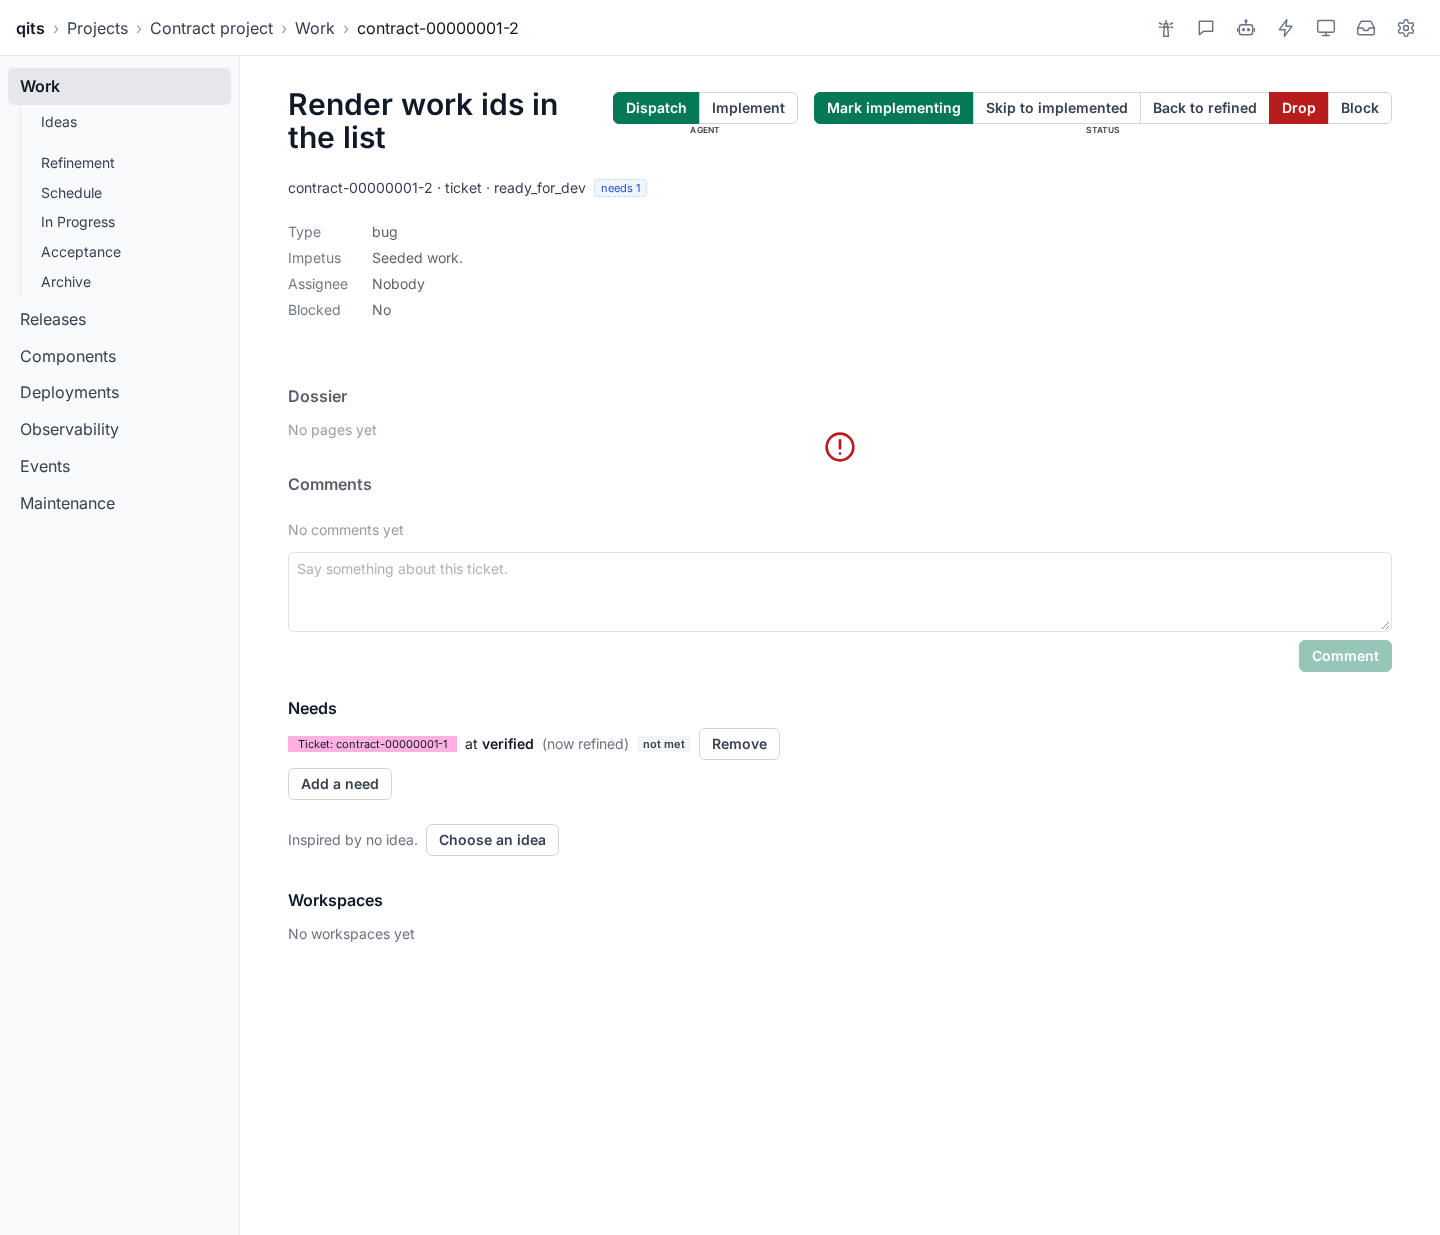 qits › Projects › Contract project › Work › contract-00000001-2
Work
Ideas
Refinement
Schedule
In Progress
Acceptance
Archive
Releases
Components
Deployments
Observability
Events
Maintenance
Render work ids in
the list
Dispatch Implement
AGENT
Mark implementing Skip to implemented Back to refined Drop Block
STATUS
contract-00000001-2 · ticket · ready_for_dev needs 1
Type bug
Impetus Seeded work.
Assignee Nobody
Blocked No
Dossier
No pages yet
Comments
No comments yet
Say something about this ticket.
Comment
Needs
Ticket: contract-00000001-1 at verified (now refined) not met Remove
Add a need
Inspired by no idea. Choose an idea
Workspaces
No workspaces yet